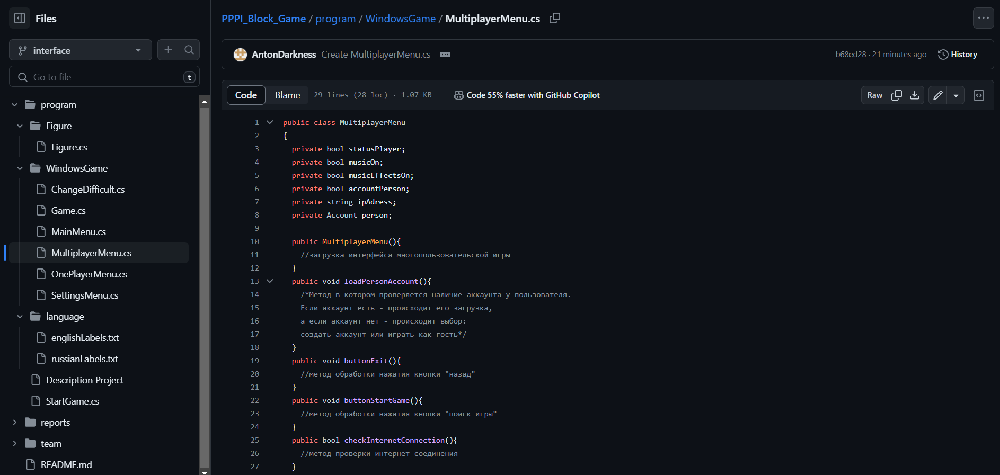 Files
interface
Go to file
t
program
Figure
Figure.cs
WindowsGame
ChangeDifficult.cs
Game.cs
MainMenu.cs
MultiplayerMenu.cs
OnePlayerMenu.cs
SettingsMenu.cs
language
englishLabels.txt
russianLabels.txt
Description Project
StartGame.cs
reports
team
README.md
PPPI_Block_Game / program / WindowsGame / MultiplayerMenu.cs
AntonDarkness Create MultiplayerMenu.cs
b68ed28 · 21 minutes ago History
Code Blame 29 lines (28 loc) · 1.07 KB Code 55% faster with GitHub Copilot Raw
1 public class MultiplayerMenu
2 {
3 private bool statusPlayer;
4 private bool musicOn;
5 private bool musicEffectsOn;
6 private bool accountPerson;
7 private string ipAdress;
8 private Account person;
9
10 public MultiplayerMenu(){
11 //загрузка интерфейса многопользовательской игры
12 }
13 public void loadPersonAccount(){
14 /*Метод в котором проверяется наличие аккаунта у пользователя.
15 Если аккаунт есть - происходит его загрузка,
16 а если аккаунт нет - происходит выбор:
17 создать аккаунт или играть как гость*/
18 }
19 public void buttonExit(){
20 //метод обработки нажатия кнопки "назад"
21 }
22 public void buttonStartGame(){
23 //метод обработки нажатия кнопки "поиск игры"
24 }
25 public bool checkInternetConnection(){
26 //метод проверки интернет соединения
27 }